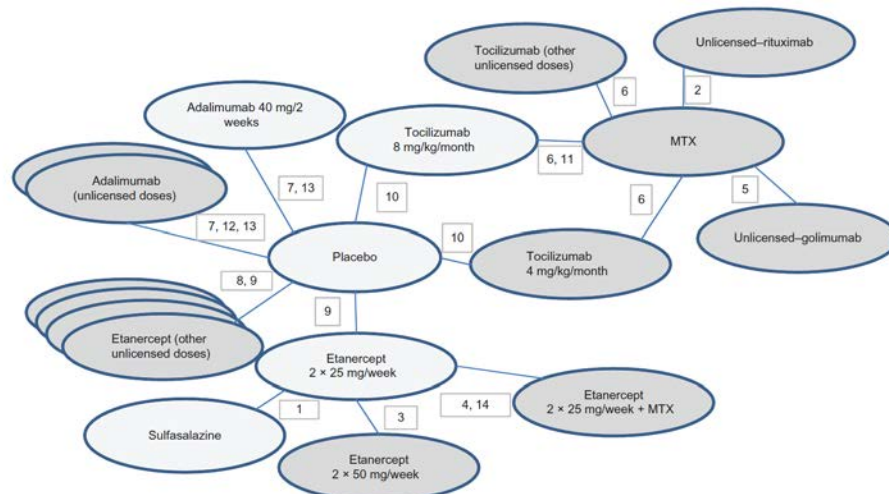 Tocilizumab (other
unlicensed doses)
Unlicensed–rituximab
Adalimumab 40 mg/2
weeks
6
2
Tocilizumab
8 mg/kg/month
MTX
6, 11
Adalimumab
(unlicensed doses)
7, 13
10
6
5
7, 12, 13
Unlicensed–golimumab
Placebo
10
Tocilizumab
4 mg/kg/month
8, 9
9
Etanercept (other
unlicensed doses)
Etanercept
2 × 25 mg/week
4, 14
Etanercept
2 × 25 mg/week + MTX
1
3
Sulfasalazine
Etanercept
2 × 50 mg/week